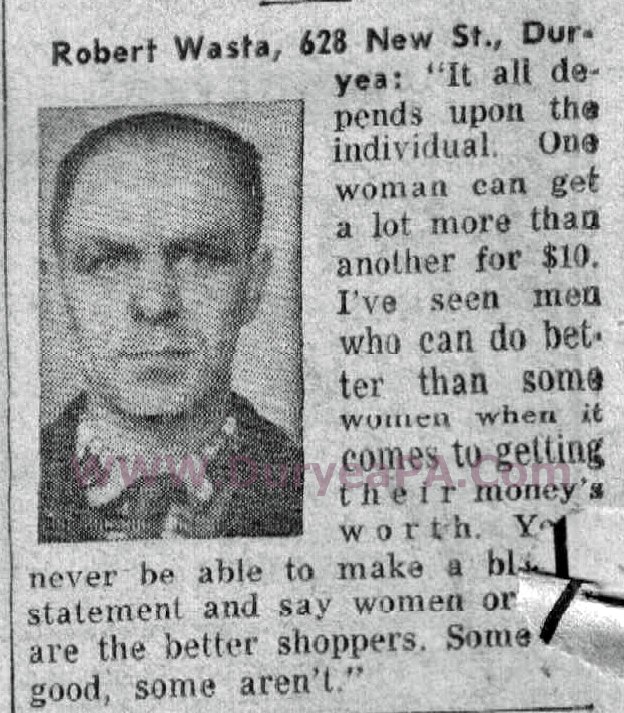 Robert Wasta, 628 New St., Dur-
yea: "It all de-
pends upon the
individual. One
woman can get
a lot more than
another for $10.
I've seen men
who can do bet-
ter than some
women when it
comes to getting
their money's
worth.
never be able to make a
statement and say women or
are the better shoppers. Some
good, some aren't."
WWW.DuryeaPA.Com